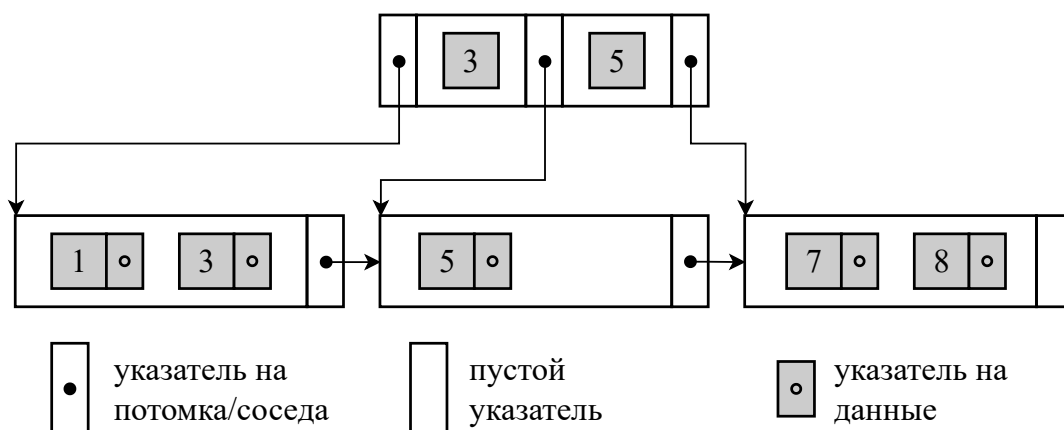 3 5
1 3 5 7 8
указатель на потомка/соседа
пустой указатель
указатель на данные